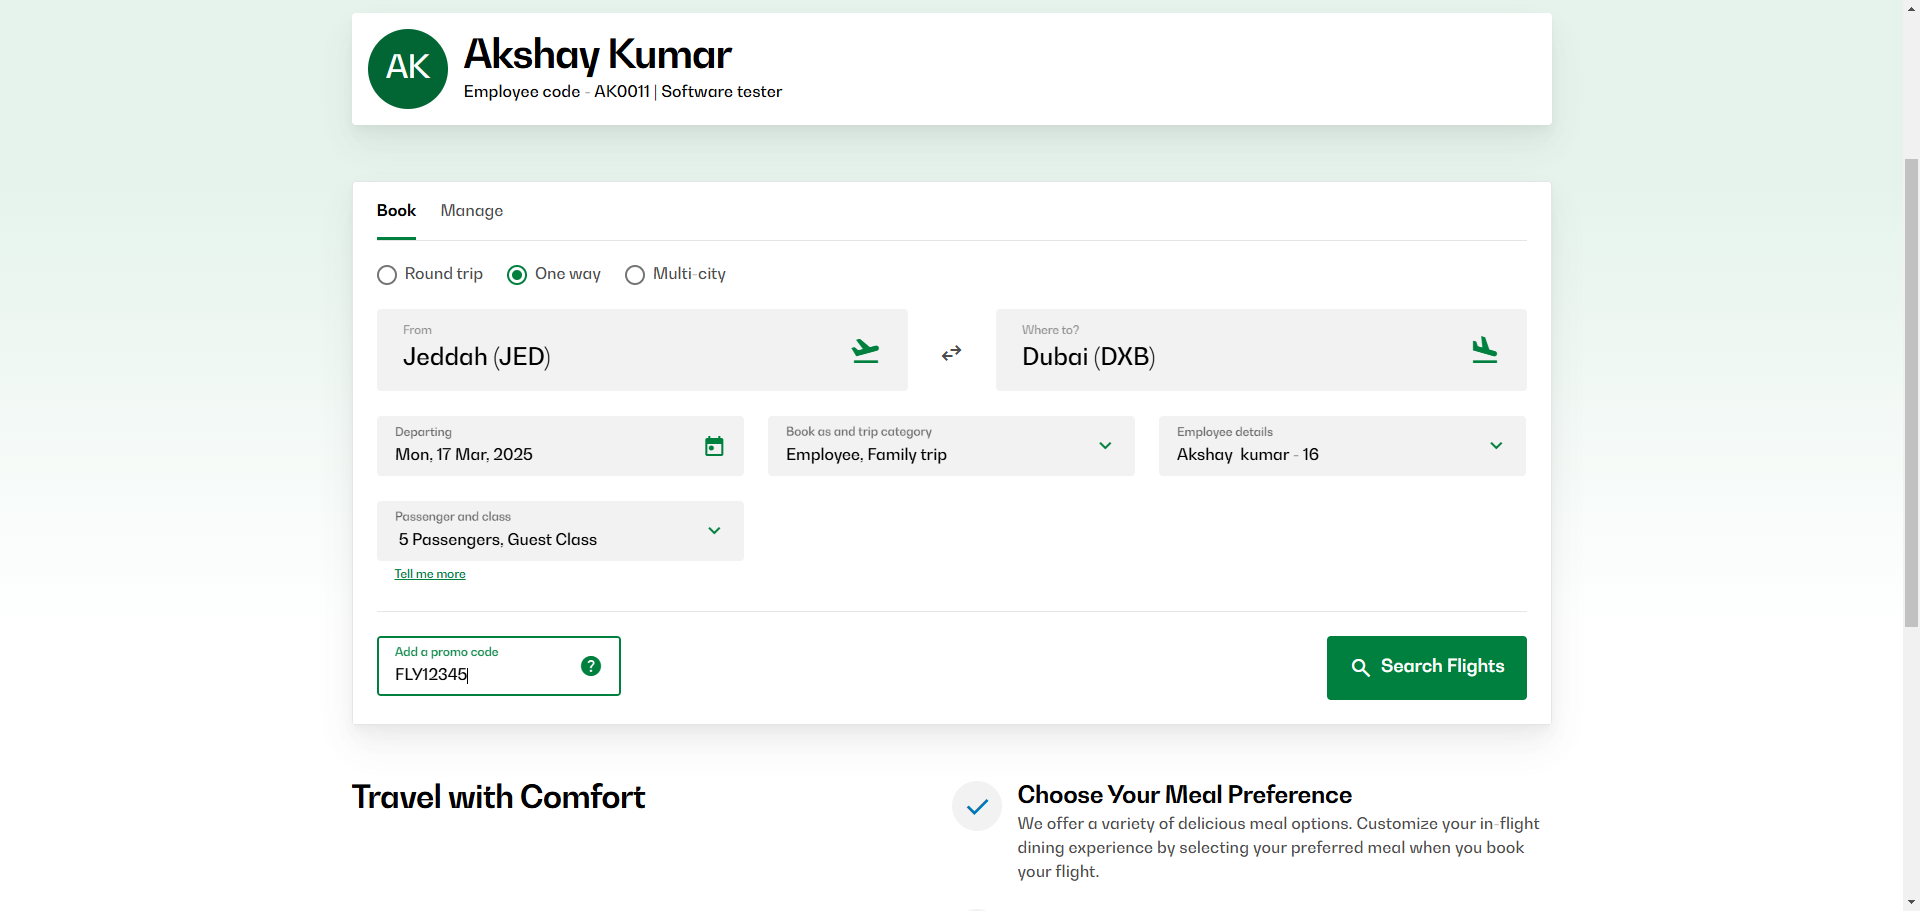 AK
Akshay Kumar
Employee code - AK0011 | Software tester
Book Manage
Round trip One way Multi-city
From
Jeddah (JED)
Where to?
Dubai (DXB)
Departing
Mon, 17 Mar, 2025
Book as and trip category
Employee, Family trip
Employee details
Akshay kumar - 16
Passenger and class
5 Passengers, Guest Class
Tell me more
Add a promo code
FLY12345
?
Search Flights
Travel with Comfort
Choose Your Meal Preference
We offer a variety of delicious meal options. Customize your in-flight
dining experience by selecting your preferred meal when you book
your flight.